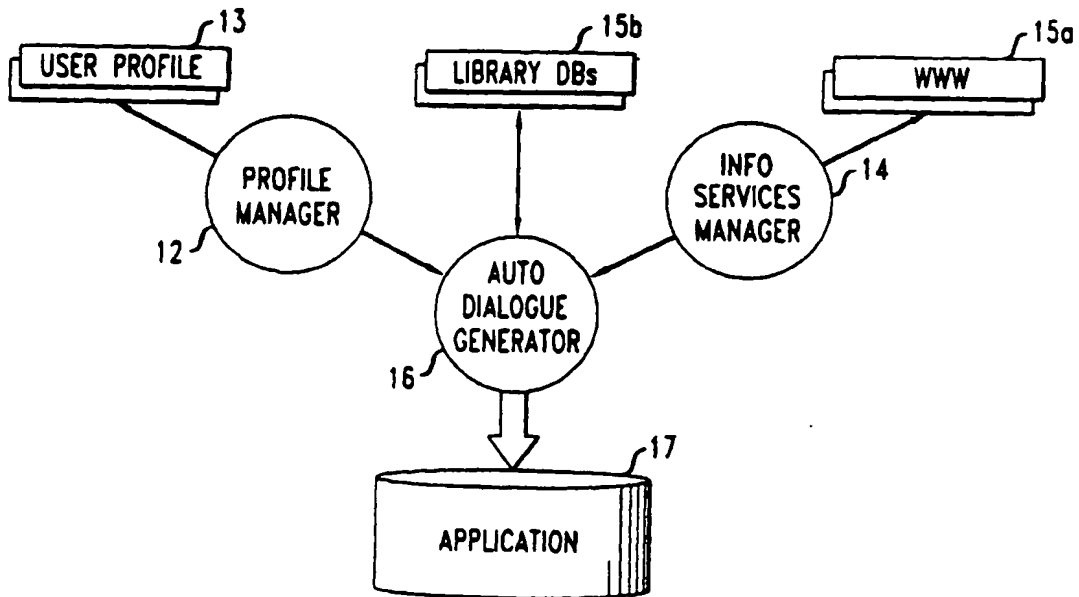 13
15b
15a
USER PROFILE
LIBRARY DBs
WWW
PROFILE
MANAGER
12
INFO
SERVICES
MANAGER
14
AUTO
DIALOGUE
GENERATOR
16
17
APPLICATION